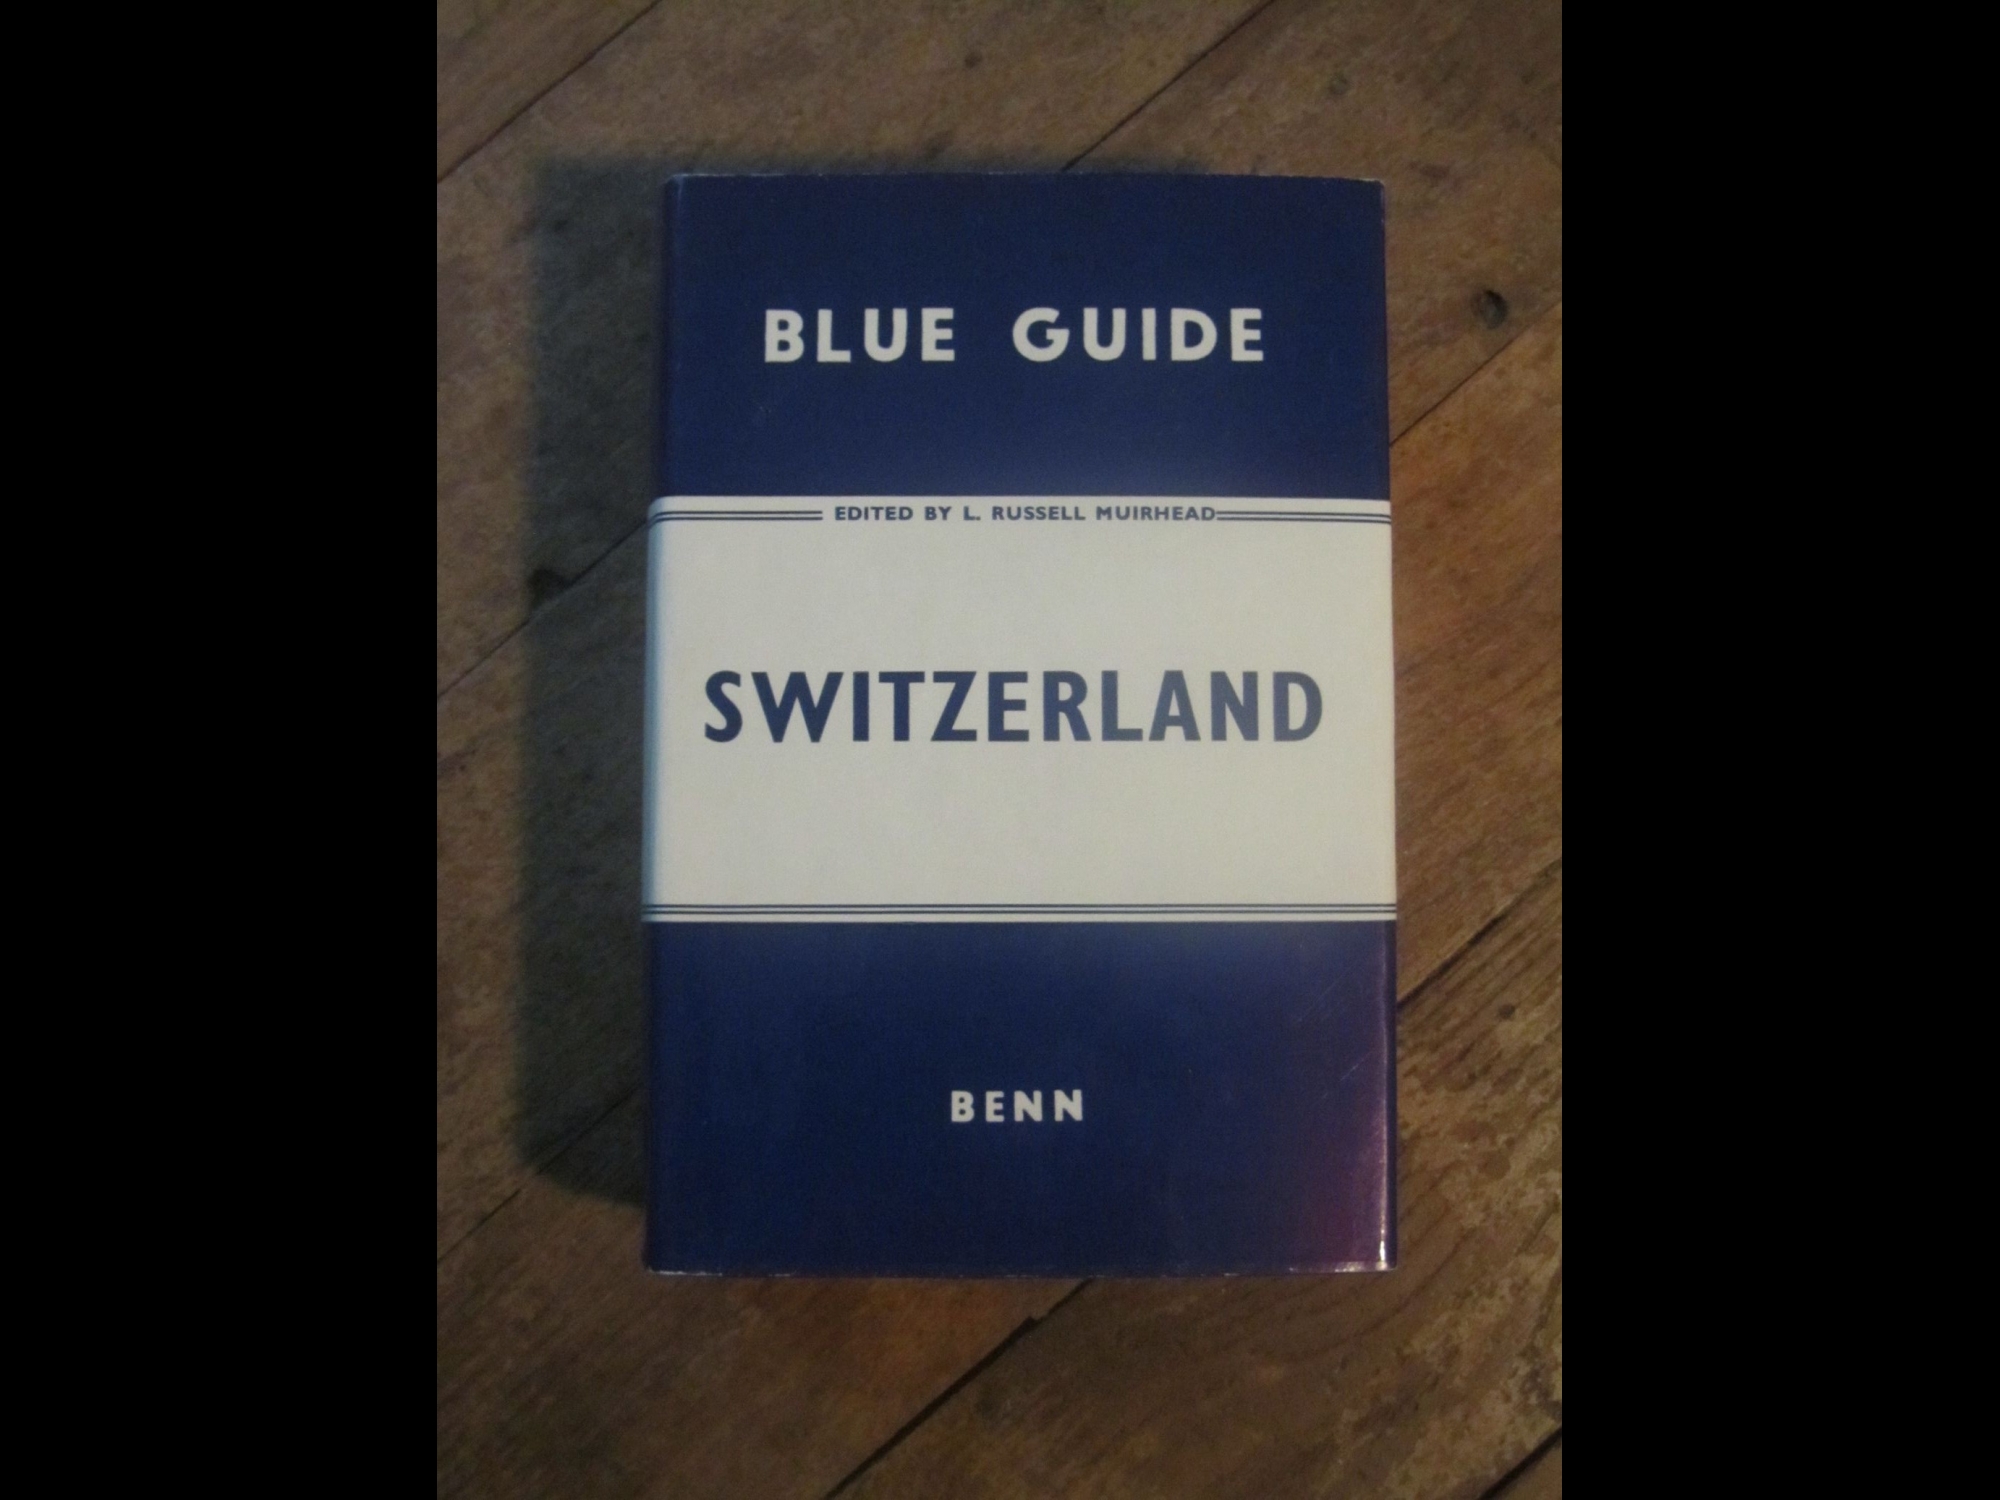 BLUE GUIDE
EDITED BY L. RUSSELL MUIRHEAD
SWITZERLAND
BENN